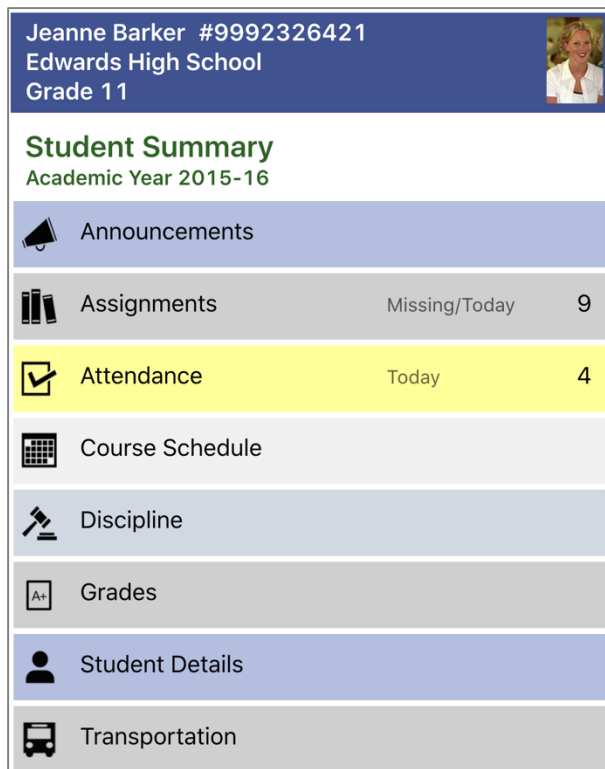 Jeanne Barker #9992326421
Edwards High School
Grade 11
Student Summary
Academic Year 2015-16
Announcements
Assignments Missing/Today 9
Attendance Today 4
Course Schedule
Discipline
A+ Grades
Student Details
Transportation